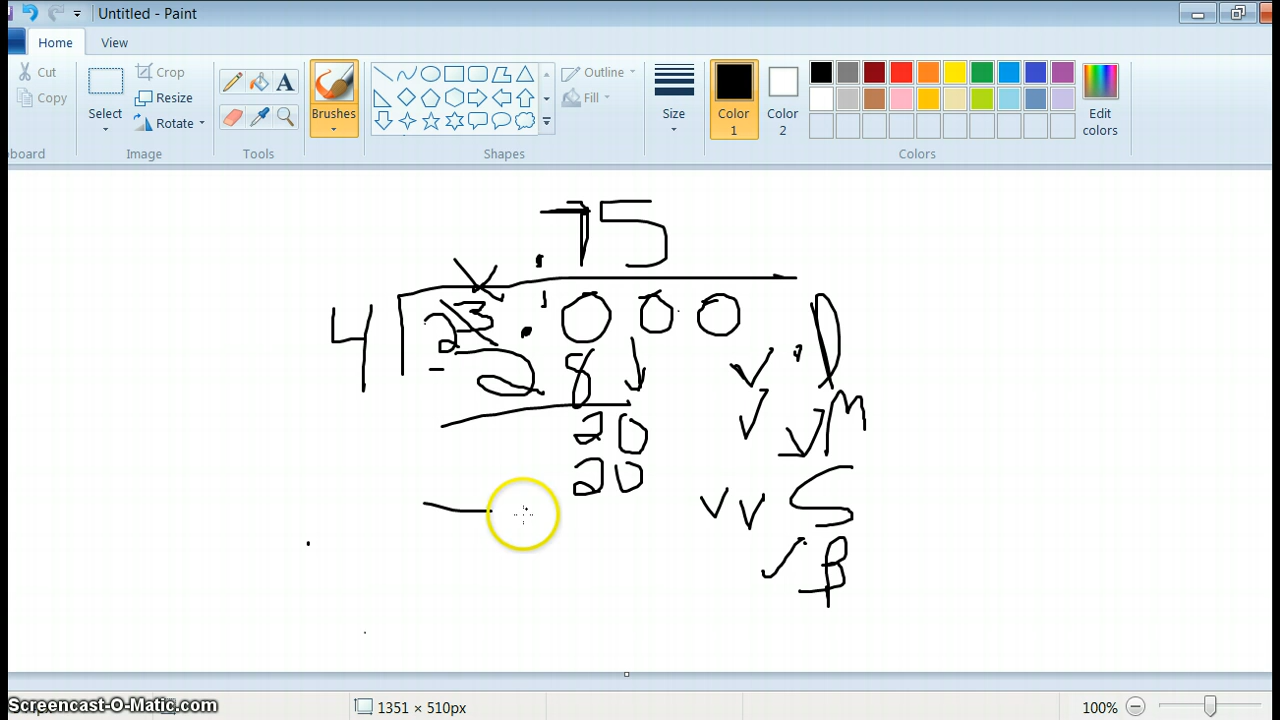 Untitled - Paint
Home View
Cut
Copy
Crop
Resize
Rotate
Select
Brushes
Outline
Fill
Size
Color 1
Color 2
Edit colors
Image
Tools
Shapes
Colors
.75
4 3.000
28
20
20
D
M
S
B
Screencast-O-Matic.com
1351 × 510px
100%